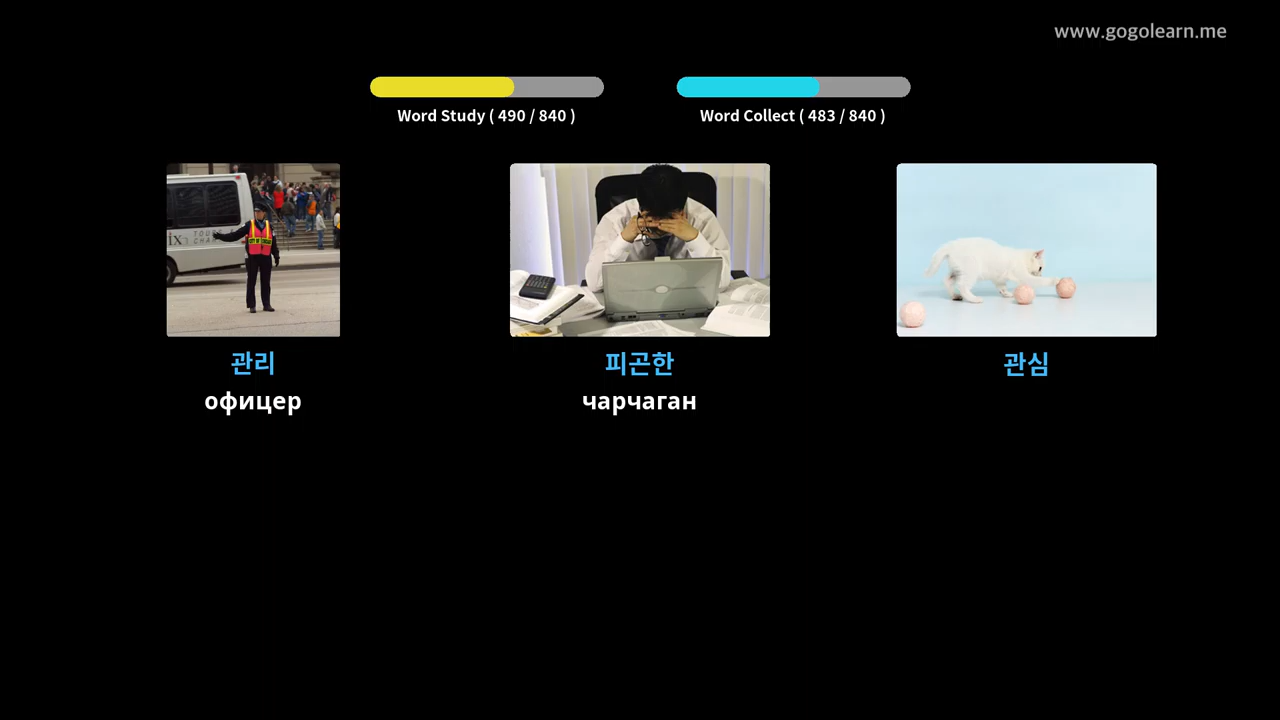 www.gogolearn.me
Word Study ( 490 / 840 )
Word Collect ( 483 / 840 )
관리
피곤한
관심
офицер
чарчаган